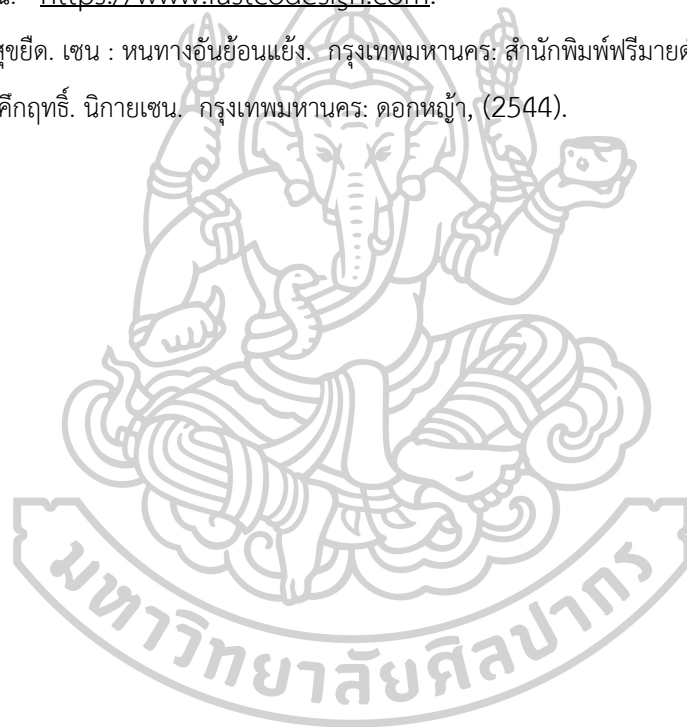 https://www.fastcodesign.com.
สุขยืด. เซน : หนทางอันย้อนแย้ง. กรุงเทพมหานคร: สำนักพิมพ์ฟรีมายด์
คึกฤทธิ์. นิกายเซน. กรุงเทพมหานคร: ดอกหญ้า, (2544).
มหาวิทยาลัยศิลปากร